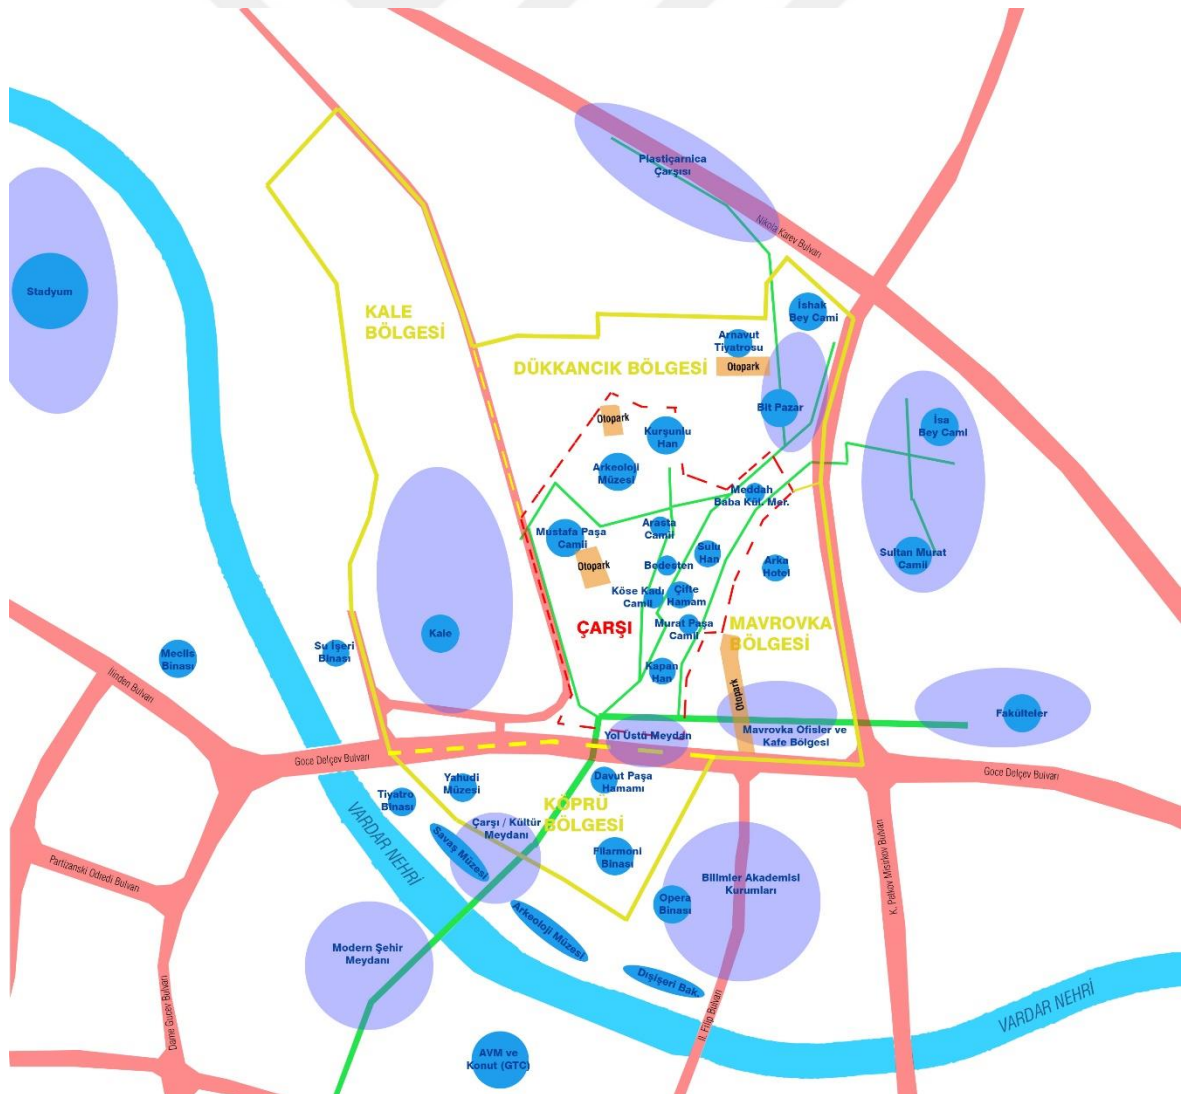 Plastiçarnica
Çarşısı
Nikola Karev Bulvarı
Stadyum
KALE
BÖLGESİ
İshak
Bey Cami
Arnavut
Tiyatrosu
Otopark
DÜKKANCIK BÖLGESİ
Bit Pazar
Otopark
Kurşunlu
Han
İsa
Bey Cami
Arkeoloji
Müzesi
Meddah
Baba Kül. Mer.
Mustafa Paşa
Camii
Arasta
Camii
Sulu
Han
Otopark
Bedesten
Arka
Hotel
Sultan Murat
Camii
Köse Kadı
Camii
Çifte
Hamam
ÇARŞI
Murat Paşa
Camii
MAVROVKA
BÖLGESİ
Kale
Su İşeri
Binası
Meclis
Binası
Kapan
Han
Otopark
İlinden Bulvarı
Yol Üstü Meydan
Mavrovka Ofisler ve
Kafe Bölgesi
Fakülteler
Goce Delçev Bulvarı
Goce Delçev Bulvarı
Yahudi
Müzesi
Davut Paşa
Hamamı
Tiyatro
Binası
KÖPRÜ
BÖLGESİ
Çarşı / Kültür
Meydanı
VARDAR NEHRİ
Savaş Müzesi
Filarmoni
Binası
K. Patkov Misirkov Bulvarı
Partizanski Odredi Bulvarı
Bilimler Akademisi
Kurumları
Opera
Binası
Arkeoloji Müzesi
Modern Şehir
Meydanı
Dışişeri Bak.
VARDAR NEHRİ
Dame Gucev Bulvarı
II. Filip Bulvarı
AVM ve
Konut (GTC)